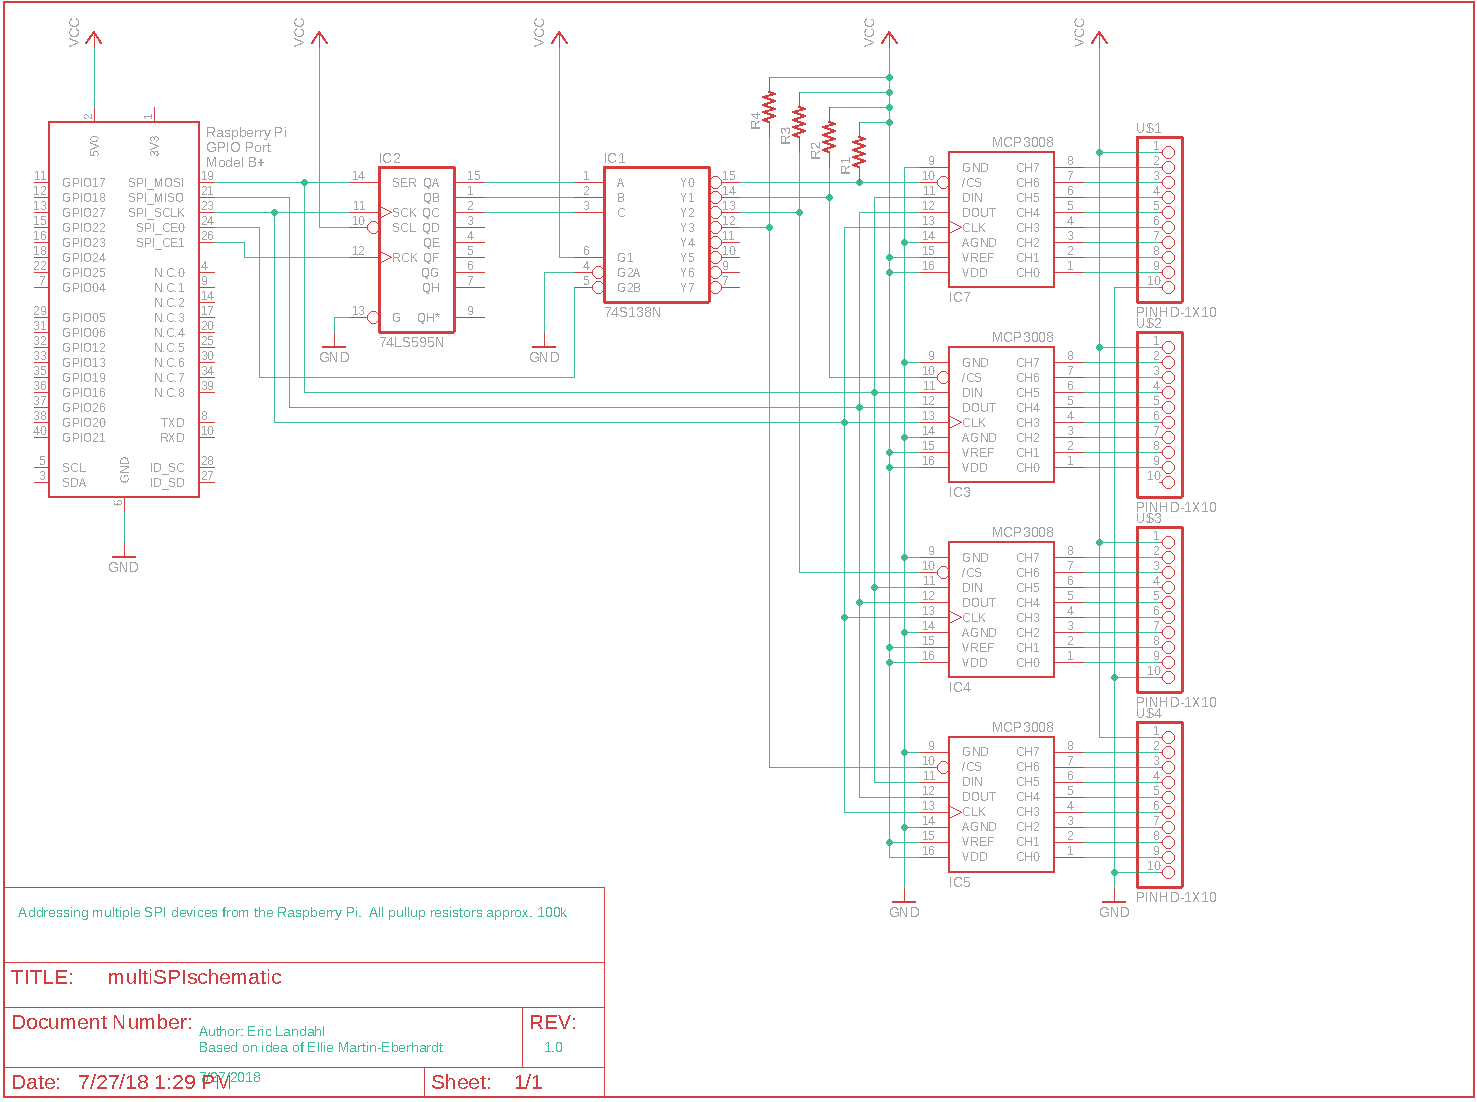 VCC
VCC
VCC
VCC
VCC
2
1
5V0
3V3
Raspberry Pi
GPIO Port
Model B+
11 GPIO17 SPI_MOSI 19
12 GPIO18 SPI_MISO 21
13 GPIO27 SPI_SCLK 23
15 GPIO22 SPI_CE0 24
16 GPIO23 SPI_CE1 26
18 GPIO24
22 GPIO25 N.C.0 4
7 GPIO04 N.C.1 9
N.C.2 14
29 GPIO05 N.C.3 17
31 GPIO06 N.C.4 20
32 GPIO12 N.C.5 25
33 GPIO13 N.C.6 30
35 GPIO19 N.C.7 34
36 GPIO16 N.C.8 39
37 GPIO26
38 GPIO20 TXD 8
40 GPIO21 RXD 10
5 SCL ID_SC 28
3 SDA ID_SD 27
GND
6
GND
IC2
14 SER QA 15
QB 1
11 SCK QC 2
10 SCL QD 3
QE 4
12 RCK QF 5
QG 6
QH 7
13 G QH* 9
74LS595N
GND
IC1
1 A Y0 15
2 B Y1 14
3 C Y2 13
Y3 12
Y4 11
6 G1 Y5 10
4 G2A Y6 9
5 G2B Y7 7
74S138N
GND
R4
R3
R2
R1
MCP3008
9 GND CH7 8
10 /CS CH6 7
11 DIN CH5 6
12 DOUT CH4 5
13 CLK CH3 4
14 AGND CH2 3
15 VREF CH1 2
16 VDD CH0 1
IC7
U$1
1
2
3
4
5
6
7
8
9
10
PINHD-1X10
MCP3008
9 GND CH7 8
10 /CS CH6 7
11 DIN CH5 6
12 DOUT CH4 5
13 CLK CH3 4
14 AGND CH2 3
15 VREF CH1 2
16 VDD CH0 1
IC3
U$2
1
2
3
4
5
6
7
8
9
10
PINHD-1X10
MCP3008
9 GND CH7 8
10 /CS CH6 7
11 DIN CH5 6
12 DOUT CH4 5
13 CLK CH3 4
14 AGND CH2 3
15 VREF CH1 2
16 VDD CH0 1
IC4
U$3
1
2
3
4
5
6
7
8
9
10
PINHD-1X10
MCP3008
9 GND CH7 8
10 /CS CH6 7
11 DIN CH5 6
12 DOUT CH4 5
13 CLK CH3 4
14 AGND CH2 3
15 VREF CH1 2
16 VDD CH0 1
IC5
U$4
1
2
3
4
5
6
7
8
9
10
PINHD-1X10
GND
GND
Addressing multiple SPI devices from the Raspberry Pi. All pullup resistors approx. 100k
TITLE: multiSPIschematic
Document Number:
Author: Eric Landahl
Based on idea of Ellie Martin-Eberhardt
REV:
1.0
7/27/2018
Date: 7/27/18 1:29 PM
Sheet: 1/1